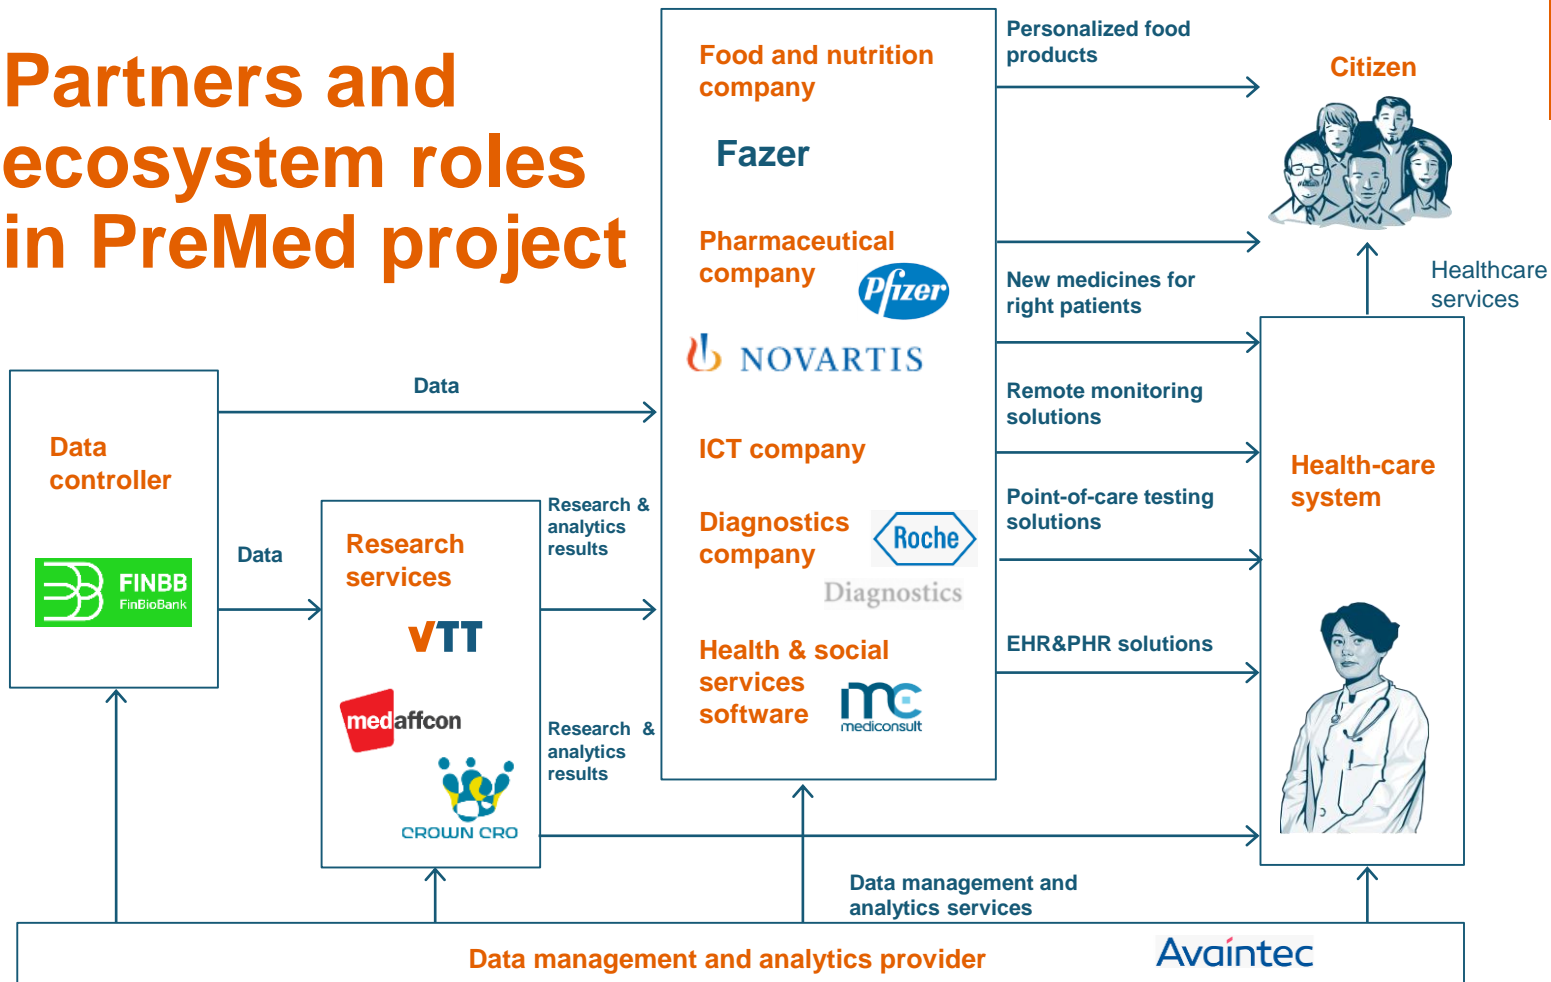 Partners and
ecosystem roles
in PreMed project
Data
controller
FINBB
FinBioBank
Data
Data
Research
services
VTT
medaffcon
CROWN CRO
Research &
analytics
results
Research &
analytics
results
Food and nutrition
company
Fazer
Pharmaceutical
company
Pfizer
NOVARTIS
ICT company
Diagnostics
company
Roche
Diagnostics
Health & social
services
software
mc
mediconsult
Personalized food
products
New medicines for
right patients
Remote monitoring
solutions
Point-of-care testing
solutions
EHR&PHR solutions
Citizen
Healthcare
services
Health-care
system
Data management and
analytics services
Data management and analytics provider
Avaintec